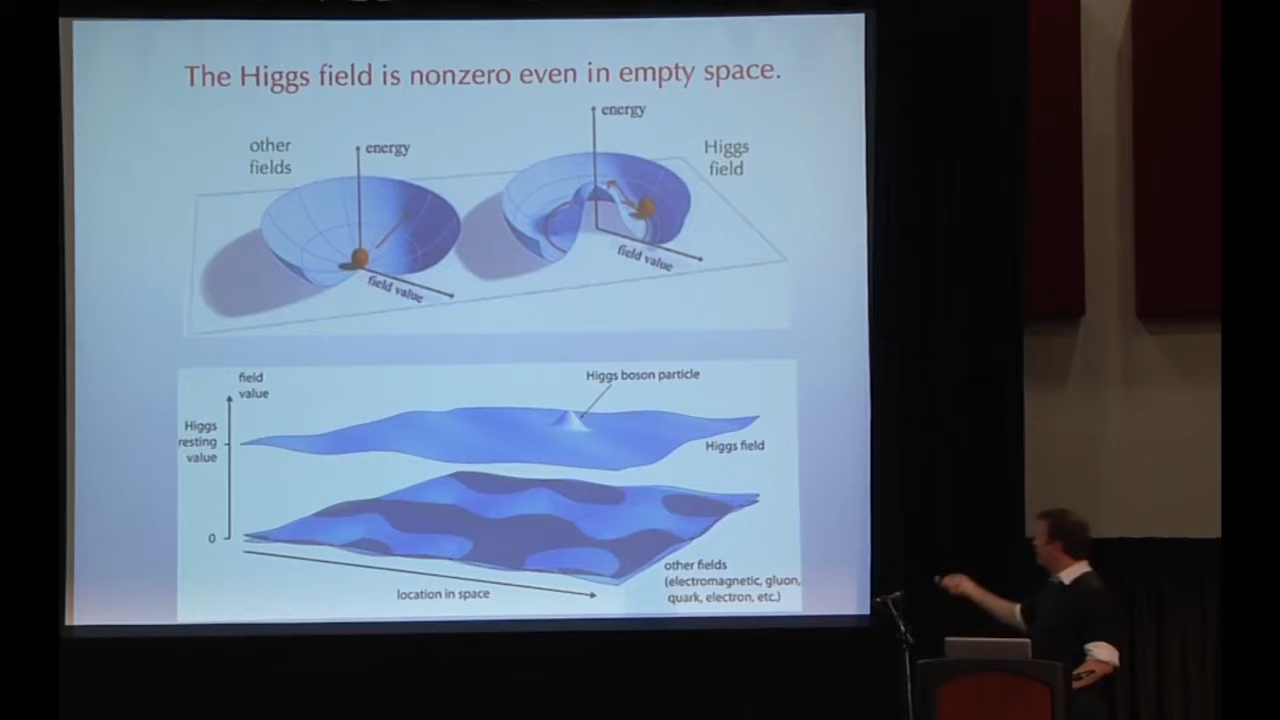 The Higgs field is nonzero even in empty space.
other
fields
energy
field value
energy
Higgs
field
field value
field
value
Higgs
resting
value
0
Higgs boson particle
Higgs field
location in space
other fields
(electromagnetic, gluon,
quark, electron, etc.)